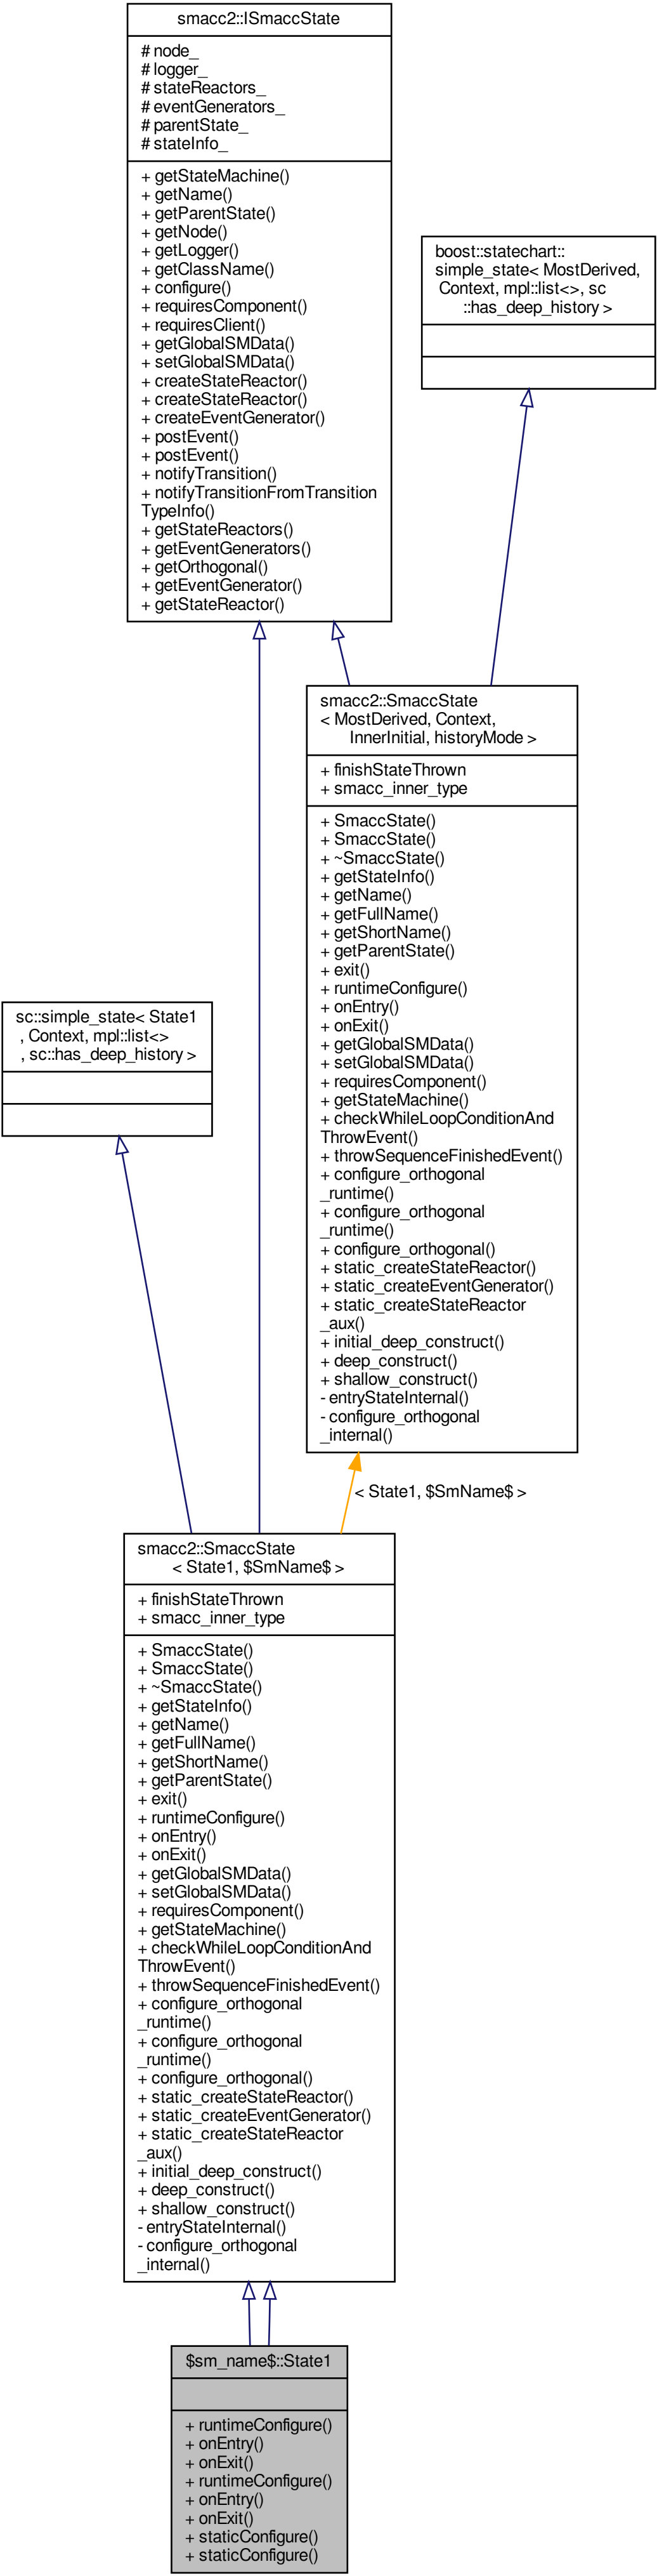 smacc2::ISmaccState
# node_
# logger_
# stateReactors_
# eventGenerators_
# parentState_
# stateInfo_
+ getStateMachine()
+ getName()
+ getParentState()
+ getNode()
+ getLogger()
+ getClassName()
+ configure()
+ requiresComponent()
+ requiresClient()
+ getGlobalSMData()
+ setGlobalSMData()
+ createStateReactor()
+ createStateReactor()
+ createEventGenerator()
+ postEvent()
+ postEvent()
+ notifyTransition()
+ notifyTransitionFromTransition
TypeInfo()
+ getStateReactors()
+ getEventGenerators()
+ getOrthogonal()
+ getEventGenerator()
+ getStateReactor()
boost::statechart::
simple_state< MostDerived,
Context, mpl::list<>, sc
::has_deep_history >
smacc2::SmaccState
< MostDerived, Context,
InnerInitial, historyMode >
+ finishStateThrown
+ smacc_inner_type
+ SmaccState()
+ SmaccState()
+ ~SmaccState()
+ getStateInfo()
+ getName()
+ getFullName()
+ getShortName()
+ getParentState()
+ exit()
+ runtimeConfigure()
+ onEntry()
+ onExit()
+ getGlobalSMData()
+ setGlobalSMData()
+ requiresComponent()
+ getStateMachine()
+ checkWhileLoopConditionAnd
ThrowEvent()
+ throwSequenceFinishedEvent()
+ configure_orthogonal
_runtime()
+ configure_orthogonal
_runtime()
+ configure_orthogonal()
+ static_createStateReactor()
+ static_createEventGenerator()
+ static_createStateReactor
_aux()
+ initial_deep_construct()
+ deep_construct()
+ shallow_construct()
- entryStateInternal()
- configure_orthogonal
_internal()
sc::simple_state< State1
, Context, mpl::list<>
, sc::has_deep_history >
< State1, $SmName$ >
smacc2::SmaccState
< State1, $SmName$ >
+ finishStateThrown
+ smacc_inner_type
+ SmaccState()
+ SmaccState()
+ ~SmaccState()
+ getStateInfo()
+ getName()
+ getFullName()
+ getShortName()
+ getParentState()
+ exit()
+ runtimeConfigure()
+ onEntry()
+ onExit()
+ getGlobalSMData()
+ setGlobalSMData()
+ requiresComponent()
+ getStateMachine()
+ checkWhileLoopConditionAnd
ThrowEvent()
+ throwSequenceFinishedEvent()
+ configure_orthogonal
_runtime()
+ configure_orthogonal
_runtime()
+ configure_orthogonal()
+ static_createStateReactor()
+ static_createEventGenerator()
+ static_createStateReactor
_aux()
+ initial_deep_construct()
+ deep_construct()
+ shallow_construct()
- entryStateInternal()
- configure_orthogonal
_internal()
$sm_name$::State1
+ runtimeConfigure()
+ onEntry()
+ onExit()
+ runtimeConfigure()
+ onEntry()
+ onExit()
+ staticConfigure()
+ staticConfigure()